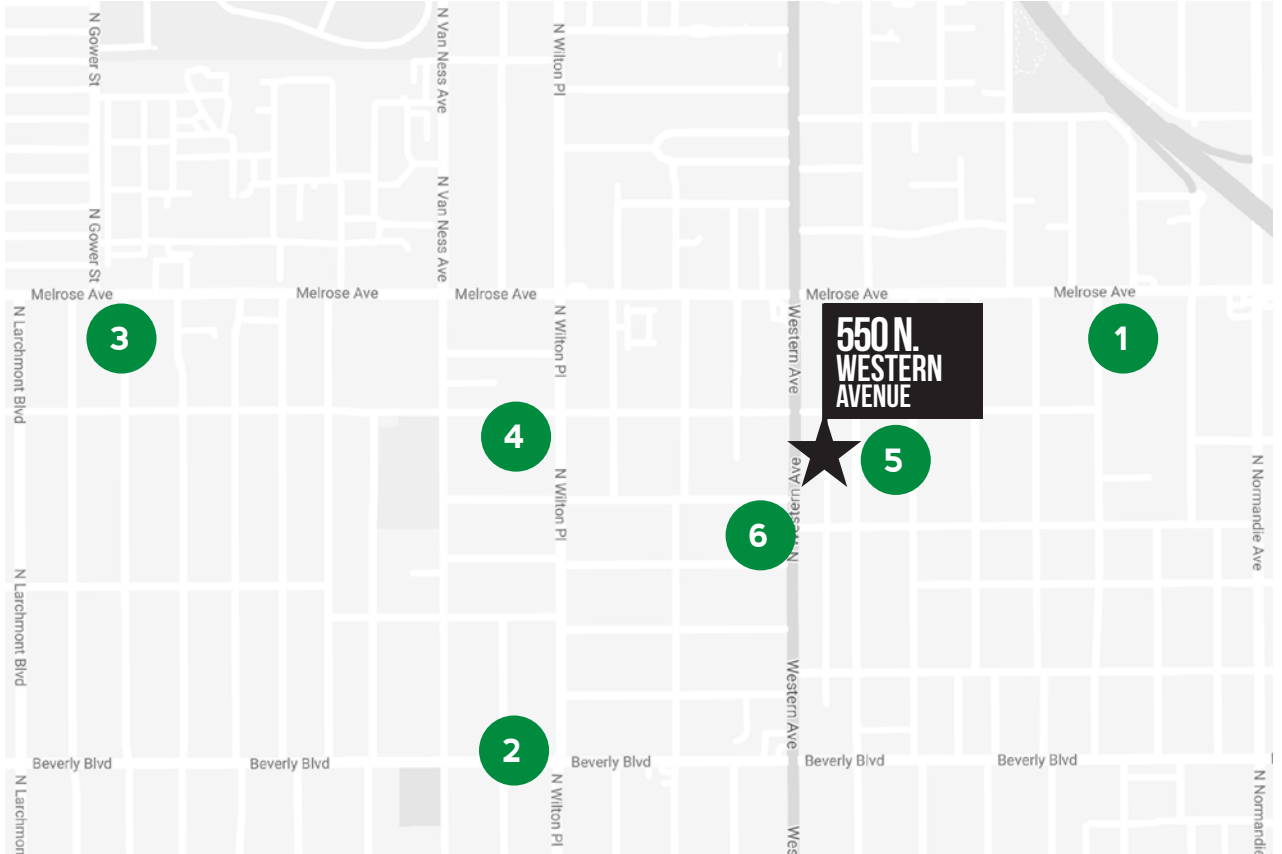 N Gower St
N Van Ness Ave
N Wilton Pl
N Van Ness Ave
N Gower St
Melrose Ave
Melrose Ave
Melrose Ave
Melrose Ave
Melrose Ave
N Larchmont Blvd
3
N Wilton Pl
Western Ave
550 N.
WESTERN
AVENUE
1
4
5
N Wilton Pl
N Western Ave
6
N Normandie Ave
N Larchmont Blvd
Western Ave
2
Beverly Blvd
Beverly Blvd
Beverly Blvd
Beverly Blvd
Beverly Blvd
N Larchmon
N Wilton Pl
Wes
N Normandie